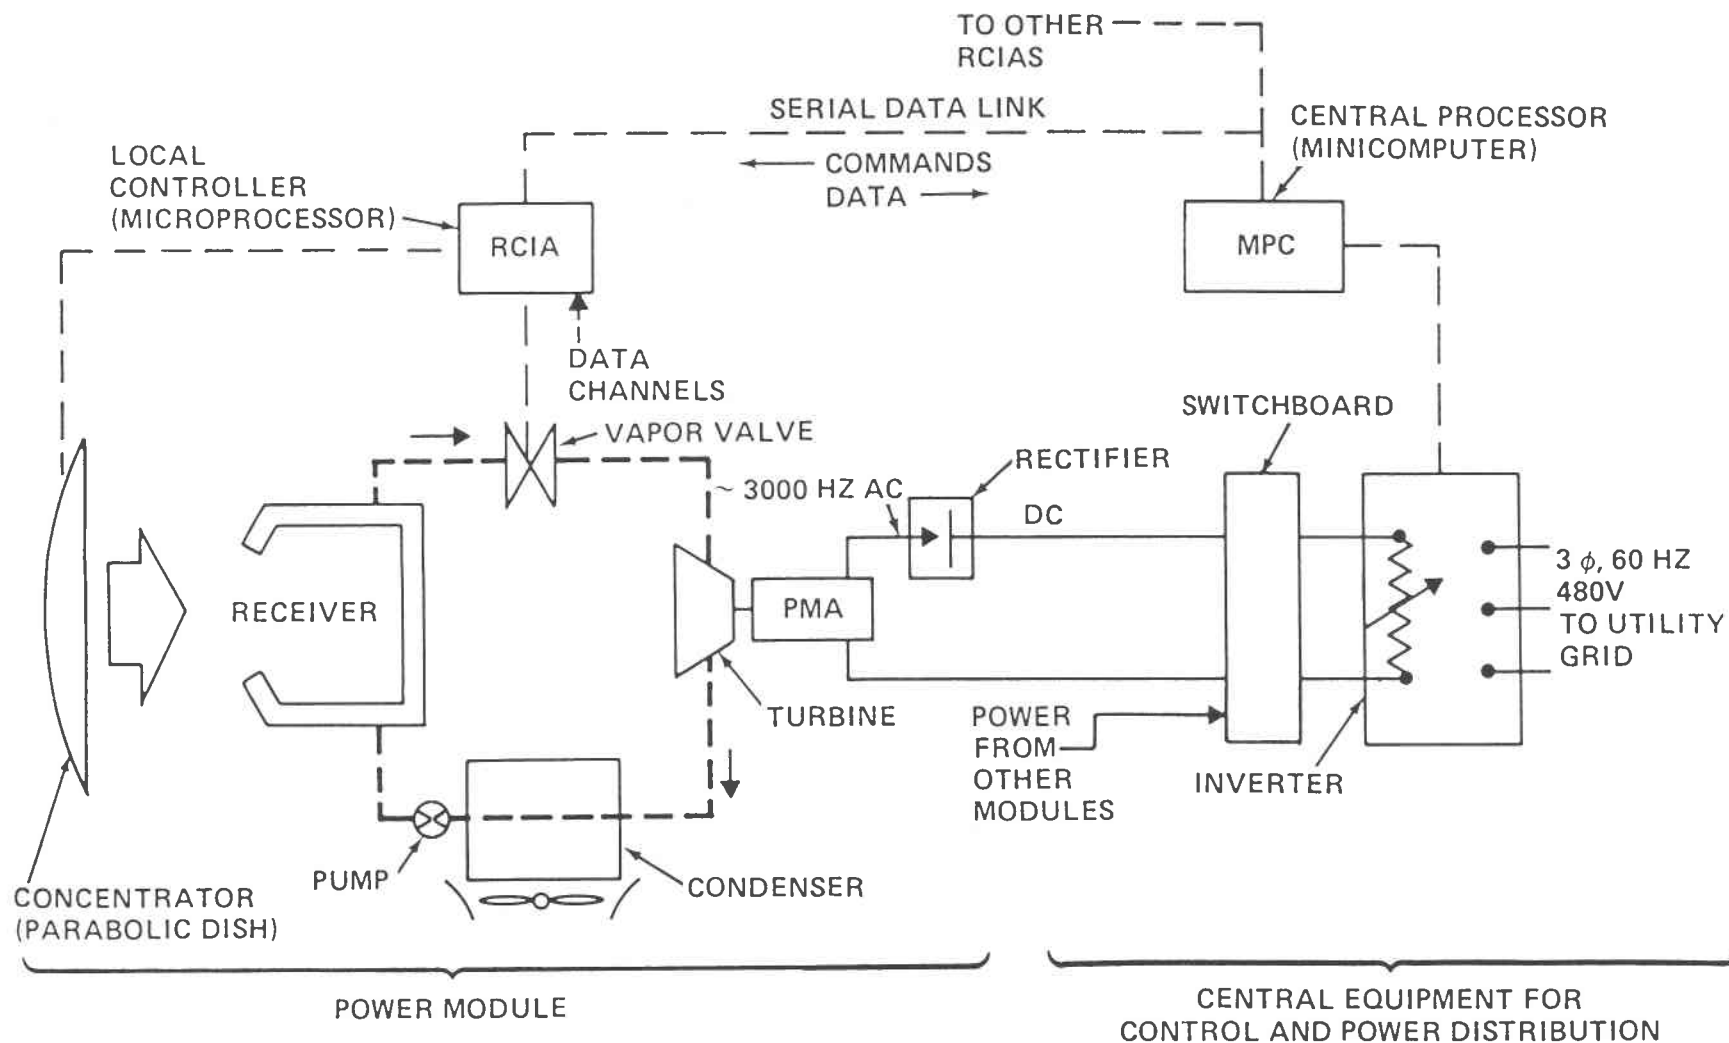 TO OTHER
RCIAS
SERIAL DATA LINK
COMMANDS
DATA
CENTRAL PROCESSOR
(MINICOMPUTER)
LOCAL
CONTROLLER
(MICROPROCESSOR)
RCIA
MPC
DATA
CHANNELS
VAPOR VALVE
SWITCHBOARD
RECTIFIER
~ 3000 HZ AC
DC
RECEIVER
PMA
3 ϕ, 60 HZ
480V
TO UTILITY
GRID
TURBINE
POWER
FROM
OTHER
MODULES
INVERTER
PUMP
CONDENSER
CONCENTRATOR
(PARABOLIC DISH)
POWER MODULE
CENTRAL EQUIPMENT FOR
CONTROL AND POWER DISTRIBUTION